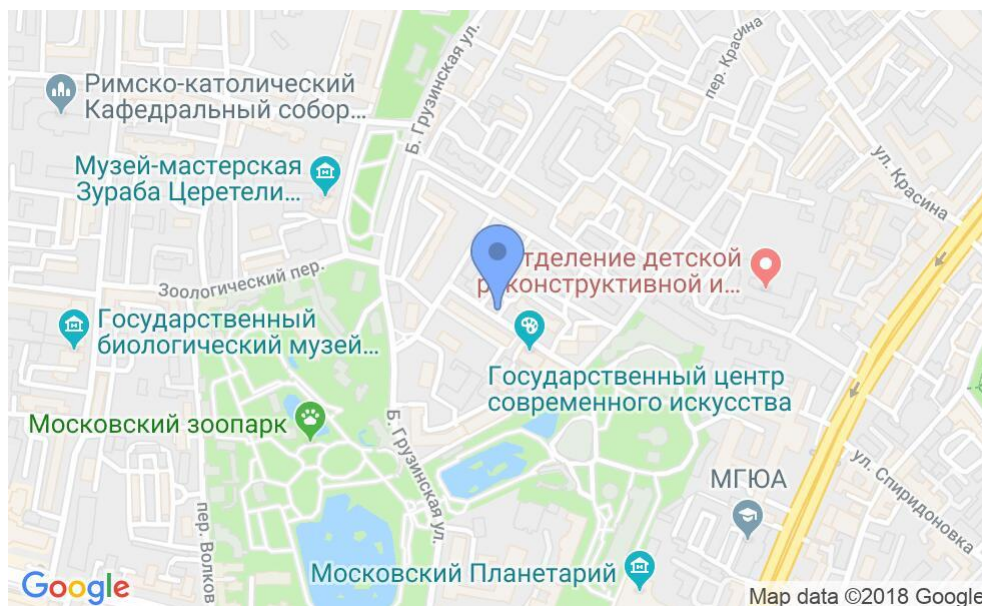 Б. Грузинская ул.
пер. Красина
Римско-католический
Кафедральный собор...
Музей-мастерская
Зураба Церетели...
ул. Красина
тделение детской
р
конструктивной и...
Зоологический пер.
Государственный
биологический музей...
Государственный центр
современного искусства
Московский зоопарк
Б. Грузинская ул.
МГЮА
ул. Спиридоновка
пер. Волков
Московский Планетарий
Google
Map data ©2018 Google